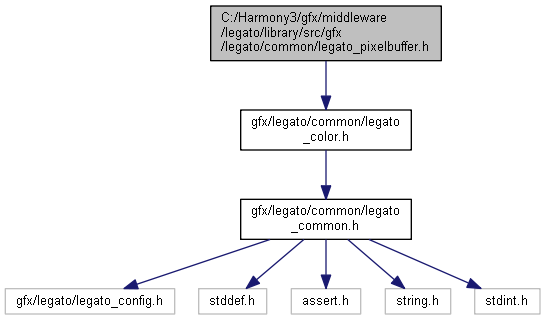 C:/Harmony3/gfx/middleware
/legato/library/src/gfx
/legato/common/legato_pixelbuffer.h
gfx/legato/common/legato
_color.h
gfx/legato/common/legato
_common.h
gfx/legato/legato_config.h
stddef.h
assert.h
string.h
stdint.h